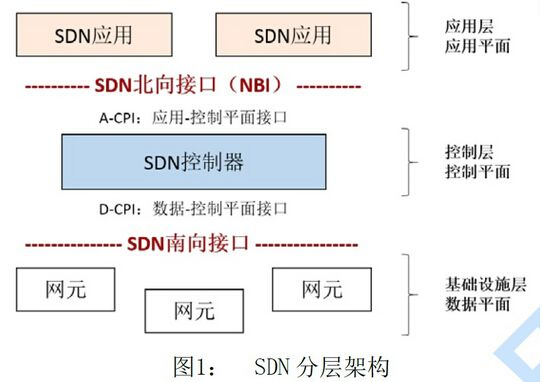 SDN应用
SDN应用
应用层
应用平面
---------- SDN北向接口（NBI） ----------
A-CPI：应用-控制平面接口
SDN控制器
控制层
控制平面
D-CPI：数据-控制平面接口
--------------- SDN南向接口 ---------------
网元
网元
网元
基础设施层
数据平面
图1： SDN 分层架构